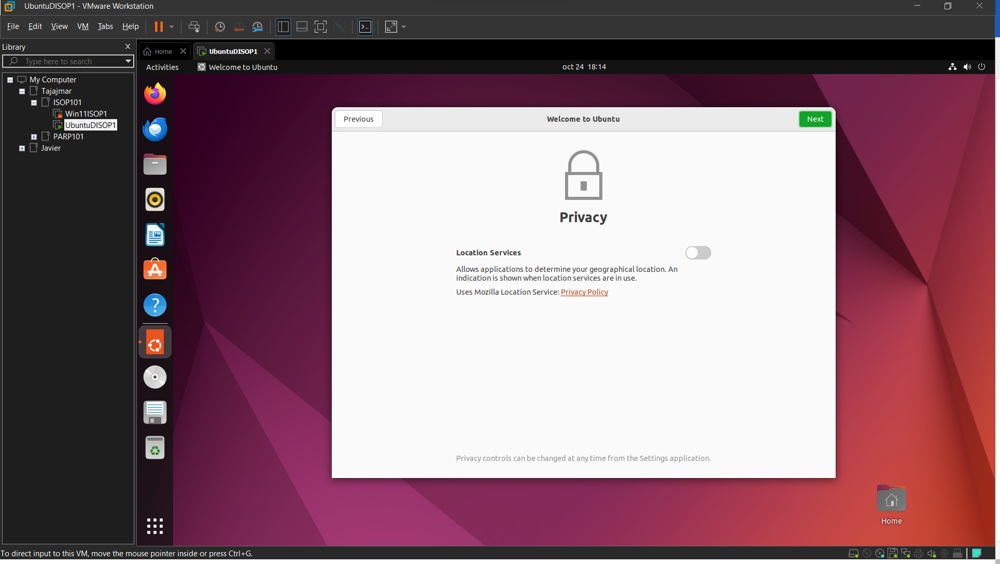 UbuntuDISOP1 - VMware Workstation
File Edit View VM Tabs Help
Library
Type here to search
My Computer
Tajajmar
ISOP101
Win11ISOP1
UbuntuDISOP1
PARP101
Javier
Home
UbuntuDISOP1
Activities
Welcome to Ubuntu
oct 24 18:14
Previous
Welcome to Ubuntu
Next
Privacy
Location Services
Allows applications to determine your geographical location. An
indication is shown when location services are in use.
Uses Mozilla Location Service: Privacy Policy
Privacy controls can be changed at any time from the Settings application.
Home
To direct input to this VM, move the mouse pointer inside or press Ctrl+G.